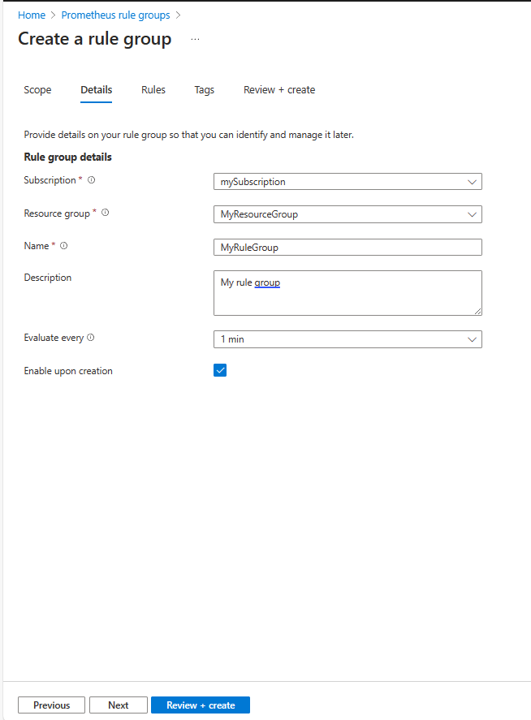 Home > Prometheus rule groups >
Create a rule group ...
Scope Details Rules Tags Review + create
Provide details on your rule group so that you can identify and manage it later.
Rule group details
Subscription * mySubscription
Resource group * MyResourceGroup
Name * MyRuleGroup
Description My rule group
Evaluate every 1 min
Enable upon creation
Previous Next Review + create